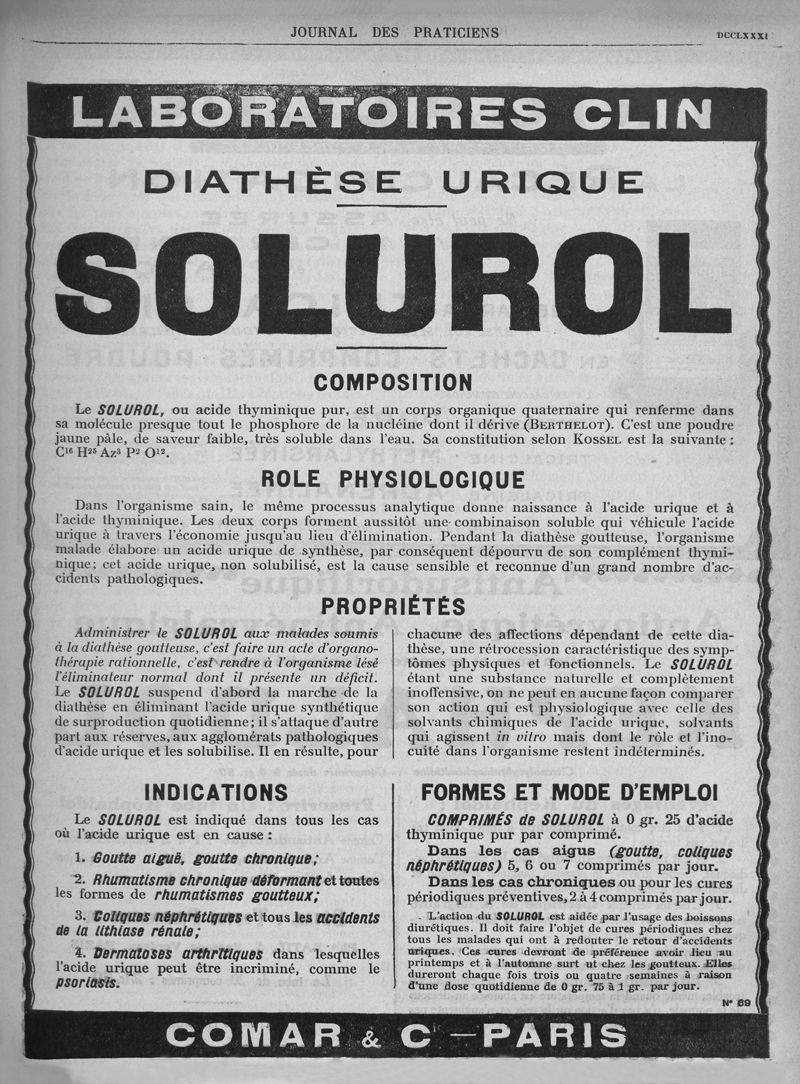 JOURNAL DES PRATICIENS
DCCLXXXI
LABORATOIRES CLIN
DIATHÈSE URIQUE
SOLUROL
COMPOSITION
Le SOLUROL, ou acide thyminique pur, est un corps organique quaternaire qui renferme dans
sa molécule presque tout le phosphore de la nucléine dont il dérive (BERTHELOT). C'est une poudre
jaune pâle, de saveur faible, très soluble dans l'eau. Sa constitution selon KOSSEL est la suivante :
C¹⁶ H²⁵ Az³ P² O¹².
ROLE PHYSIOLOGIQUE
Dans l'organisme sain, le même processus analytique donne naissance à l'acide urique et à
l'acide thyminique. Les deux corps forment aussitôt une combinaison soluble qui véhicule l'acide
urique à travers l'économie jusqu'au lieu d'élimination. Pendant la diathèse goutteuse, l'organisme
malade élabore un acide urique de synthèse, par conséquent dépourvu de son complément thymi-
nique; cet acide urique, non solubilisé, est la cause sensible et reconnue d'un grand nombre d'ac-
cidents pathologiques.
PROPRIÉTÉS
Administrer le SOLUROL aux malades soumis
à la diathèse goutteuse, c'est faire un acte d'organo-
thérapie rationnelle, c'est rendre à l'organisme lésé
l'éliminateur normal dont il présente un déficit.
Le SOLUROL suspend d'abord la marche de la
diathèse en éliminant l'acide urique synthétique
de surproduction quotidienne; il s'attaque d'autre
part aux réserves, aux agglomérats pathologiques
d'acide urique et les solubilise. Il en résulte, pour
chacune des affections dépendant de cette dia-
thèse, une rétrocession caractéristique des symp-
tômes physiques et fonctionnels. Le SOLUROL
étant une substance naturelle et complètement
inoffensive, on ne peut en aucune façon comparer
son action qui est physiologique avec celle des
solvants chimiques de l'acide urique, solvants
qui agissent in vitro mais dont le rôle et l'ino-
cuité dans l'organisme restent indéterminés.
INDICATIONS
Le SOLUROL est indiqué dans tous les cas
où l'acide urique est en cause :
1. Goutte aiguë, goutte chronique;
2. Rhumatisme chronique déformant et toutes
les formes de rhumatismes goutteux;
3. Coliques néphrétiques et tous les accidents
de la lithiase rénale;
4. Dermatoses arthritiques dans lesquelles
l'acide urique peut être incriminé, comme le
psoriasis.
FORMES ET MODE D'EMPLOI
COMPRIMÉS de SOLUROL à 0 gr. 25 d'acide
thyminique pur par comprimé.
Dans les cas aigus (goutte, coliques
néphrétiques) 5, 6 ou 7 comprimés par jour.
Dans les cas chroniques ou pour les cures
périodiques préventives, 2 à 4 comprimés par jour.
L'action du SOLUROL est aidée par l'usage des boissons
diurétiques. Il doit faire l'objet de cures périodiques chez
tous les malades qui ont à redouter le retour d'accidents
uriques. Ces cures devront de préférence avoir lieu au
printemps et à l'automne surt ut chez les goutteux. Elles
dureront chaque fois trois ou quatre semaines à raison
d'une dose quotidienne de 0 gr. 75 à 1 gr. par jour.
N° 69
COMAR & Cie — PARIS